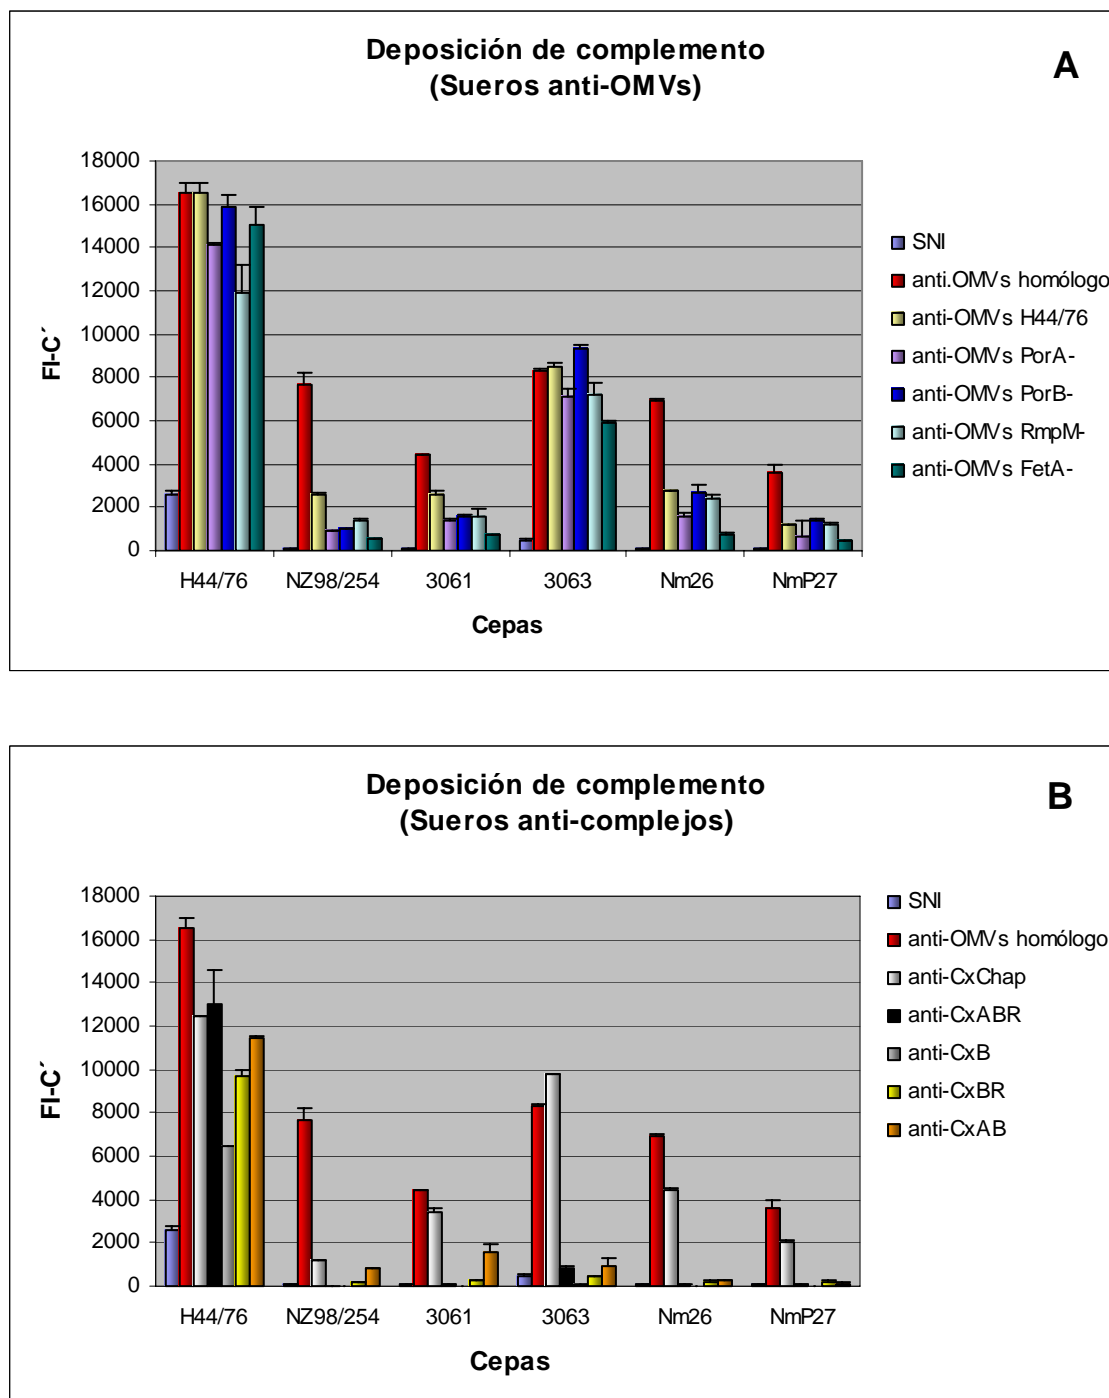 Deposición de complemento
(Sueros anti-OMVs)
A
FI-C´
18000
16000
14000
12000
10000
8000
6000
4000
2000
0
H44/76 NZ98/254 3061 3063 Nm26 NmP27
Cepas
SNI
anti.OMVs homólogo
anti-OMVs H44/76
anti-OMVs PorA-
anti-OMVs PorB-
anti-OMVs RmpM-
anti-OMVs FetA-
Deposición de complemento
(Sueros anti-complejos)
B
FI-C´
18000
16000
14000
12000
10000
8000
6000
4000
2000
0
H44/76 NZ98/254 3061 3063 Nm26 NmP27
Cepas
SNI
anti-OMVs homólogo
anti-CxChap
anti-CxABR
anti-CxB
anti-CxBR
anti-CxAB